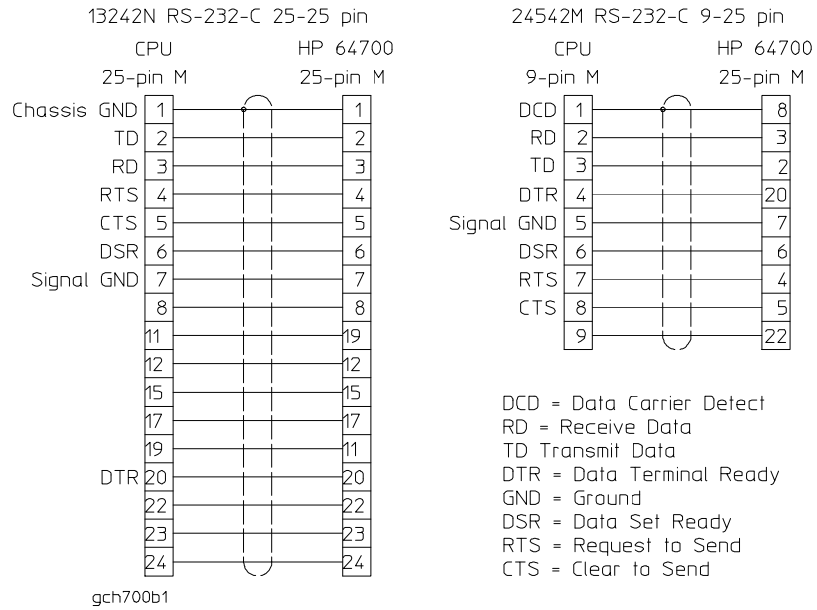 13242N RS-232-C 25-25 pin
CPU HP 64700
25-pin M 25-pin M
Chassis GND 1 1
TD 2 2
RD 3 3
RTS 4 4
CTS 5 5
DSR 6 6
Signal GND 7 7
8 8
11 19
12 12
15 15
17 17
19 11
DTR 20 20
22 22
23 23
24 24
gch700b1
24542M RS-232-C 9-25 pin
CPU HP 64700
9-pin M 25-pin M
DCD 1 8
RD 2 3
TD 3 2
DTR 4 20
Signal GND 5 7
DSR 6 6
RTS 7 4
CTS 8 5
9 22
DCD = Data Carrier Detect
RD = Receive Data
TD Transmit Data
DTR = Data Terminal Ready
GND = Ground
DSR = Data Set Ready
RTS = Request to Send
CTS = Clear to Send